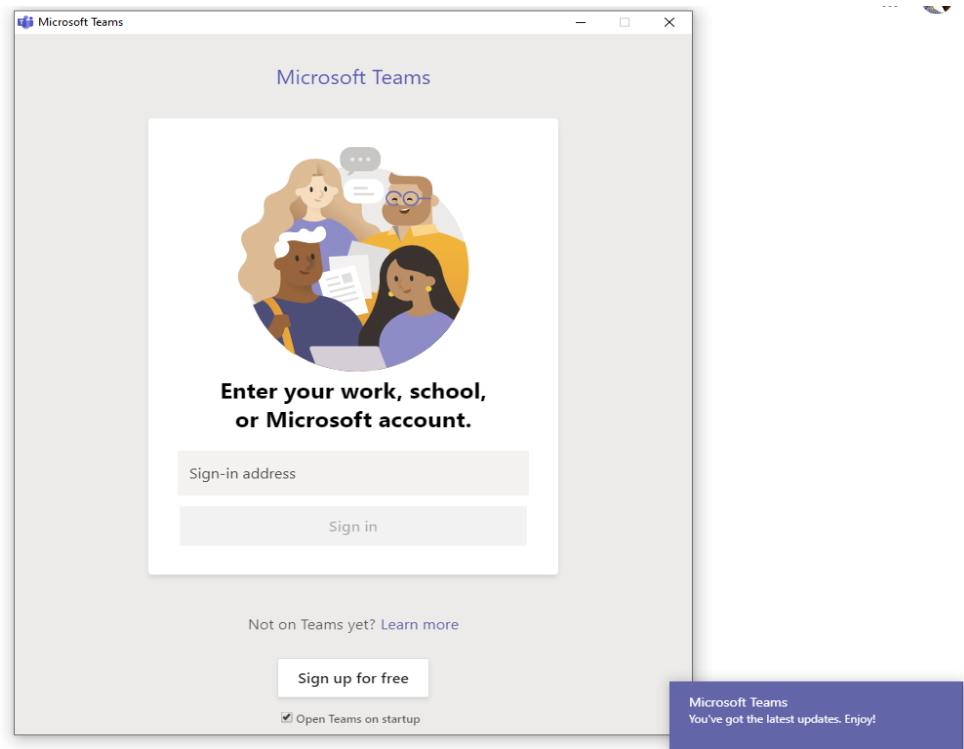 Microsoft Teams
Microsoft Teams
Enter your work, school,
or Microsoft account.
Sign-in address
Sign in
Not on Teams yet? Learn more
Sign up for free
Open Teams on startup
Microsoft Teams
You've got the latest updates. Enjoy!